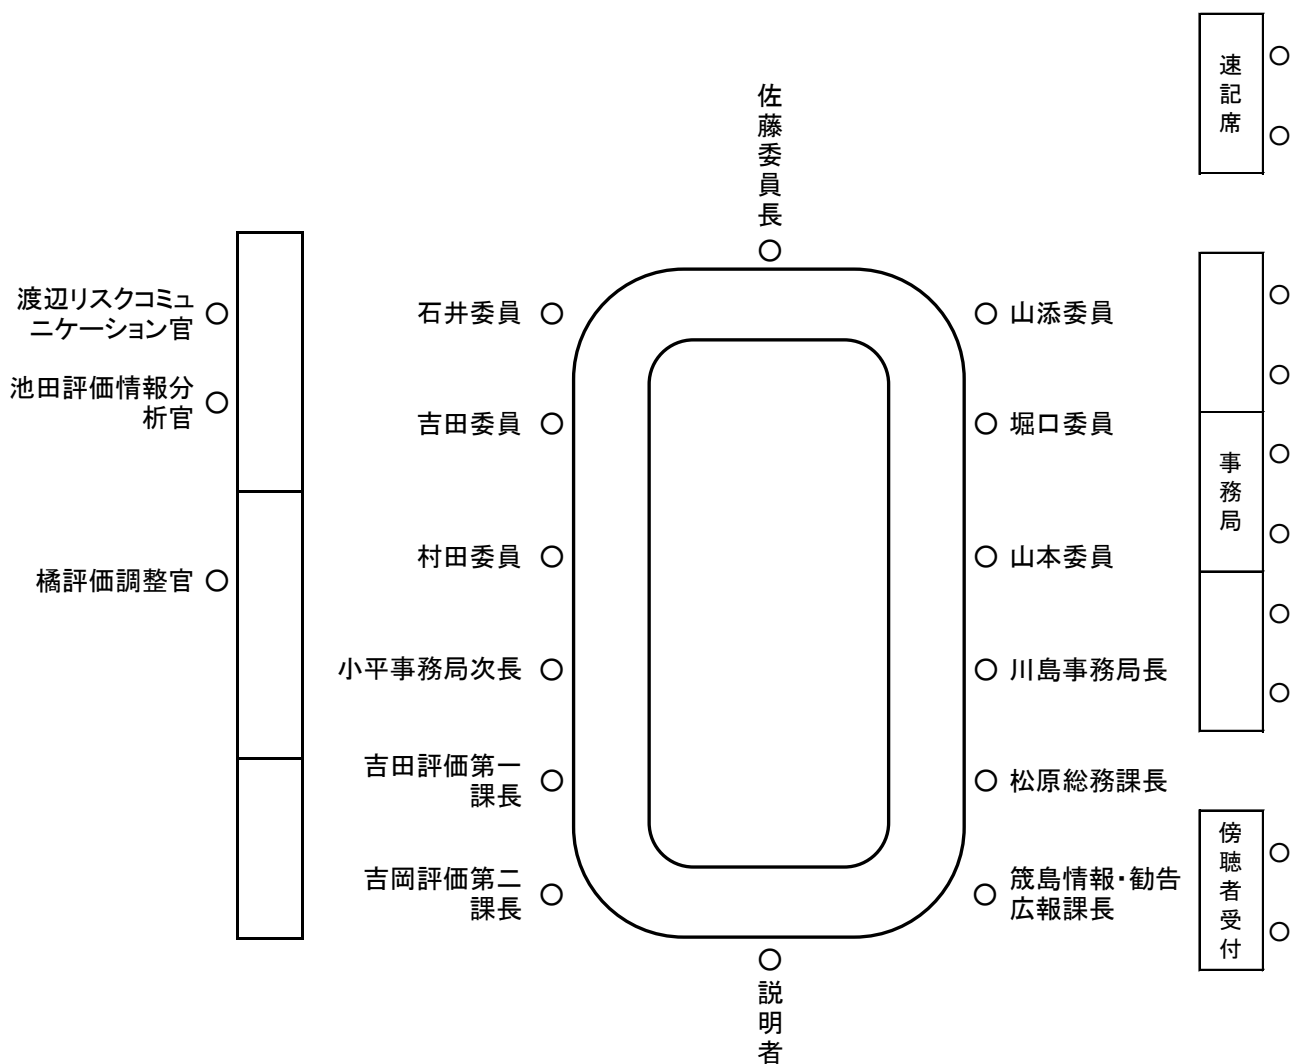 速記席
佐藤委員長
渡辺リスクコミュ
ニケーション官
石井委員
山添委員
池田評価情報分
析官
吉田委員
堀口委員
事務局
橘評価調整官
村田委員
山本委員
小平事務局次長
川島事務局長
吉田評価第一
課長
松原総務課長
吉岡評価第二
課長
筬島情報・勧告
広報課長
傍聴者受付
説明者